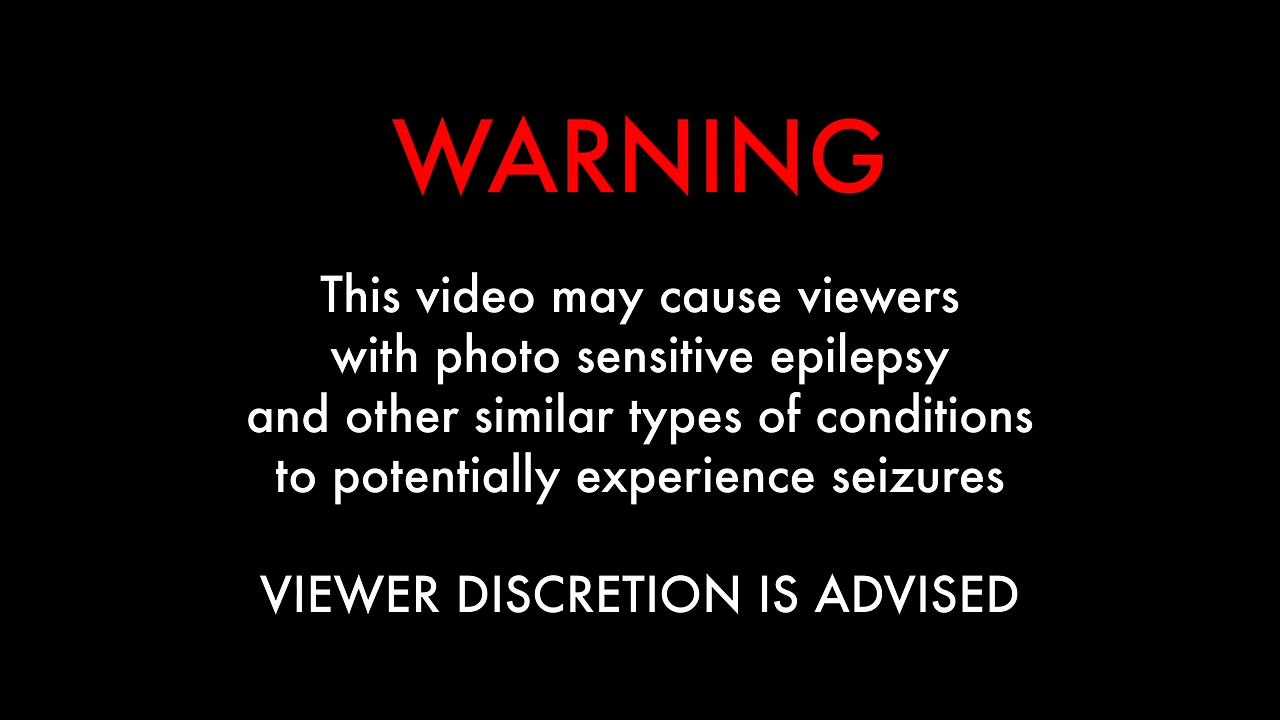 WARNING
This video may cause viewers
with photo sensitive epilepsy
and other similar types of conditions
to potentially experience seizures
VIEWER DISCRETION IS ADVISED